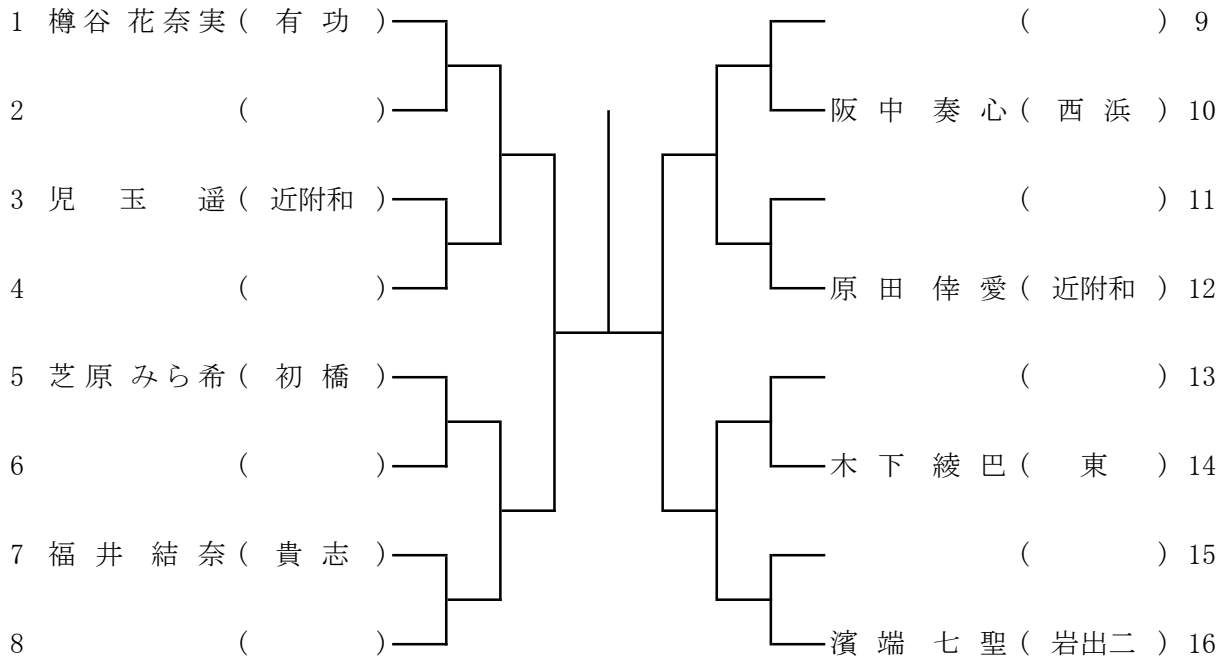 1 樽谷 花奈実 ( 有功 )
2 ( )
3 児玉 遥 ( 近附和 )
4 ( )
5 芝原 みら希 ( 初橋 )
6 ( )
7 福井 結奈 ( 貴志 )
8 ( )
( ) 9
阪中 奏心 ( 西浜 ) 10
( ) 11
原田 倖愛 ( 近附和 ) 12
( ) 13
木下 綾巴 ( 東 ) 14
( ) 15
濱端 七聖 ( 岩出二 ) 16